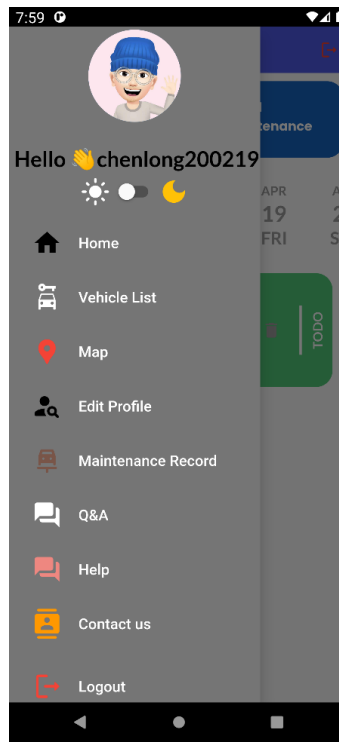 7:59
Hello 👋chenlong200219
tenance
APR
19
FRI
TODO
Home
Vehicle List
Map
Edit Profile
Maintenance Record
Q&A
Help
Contact us
Logout